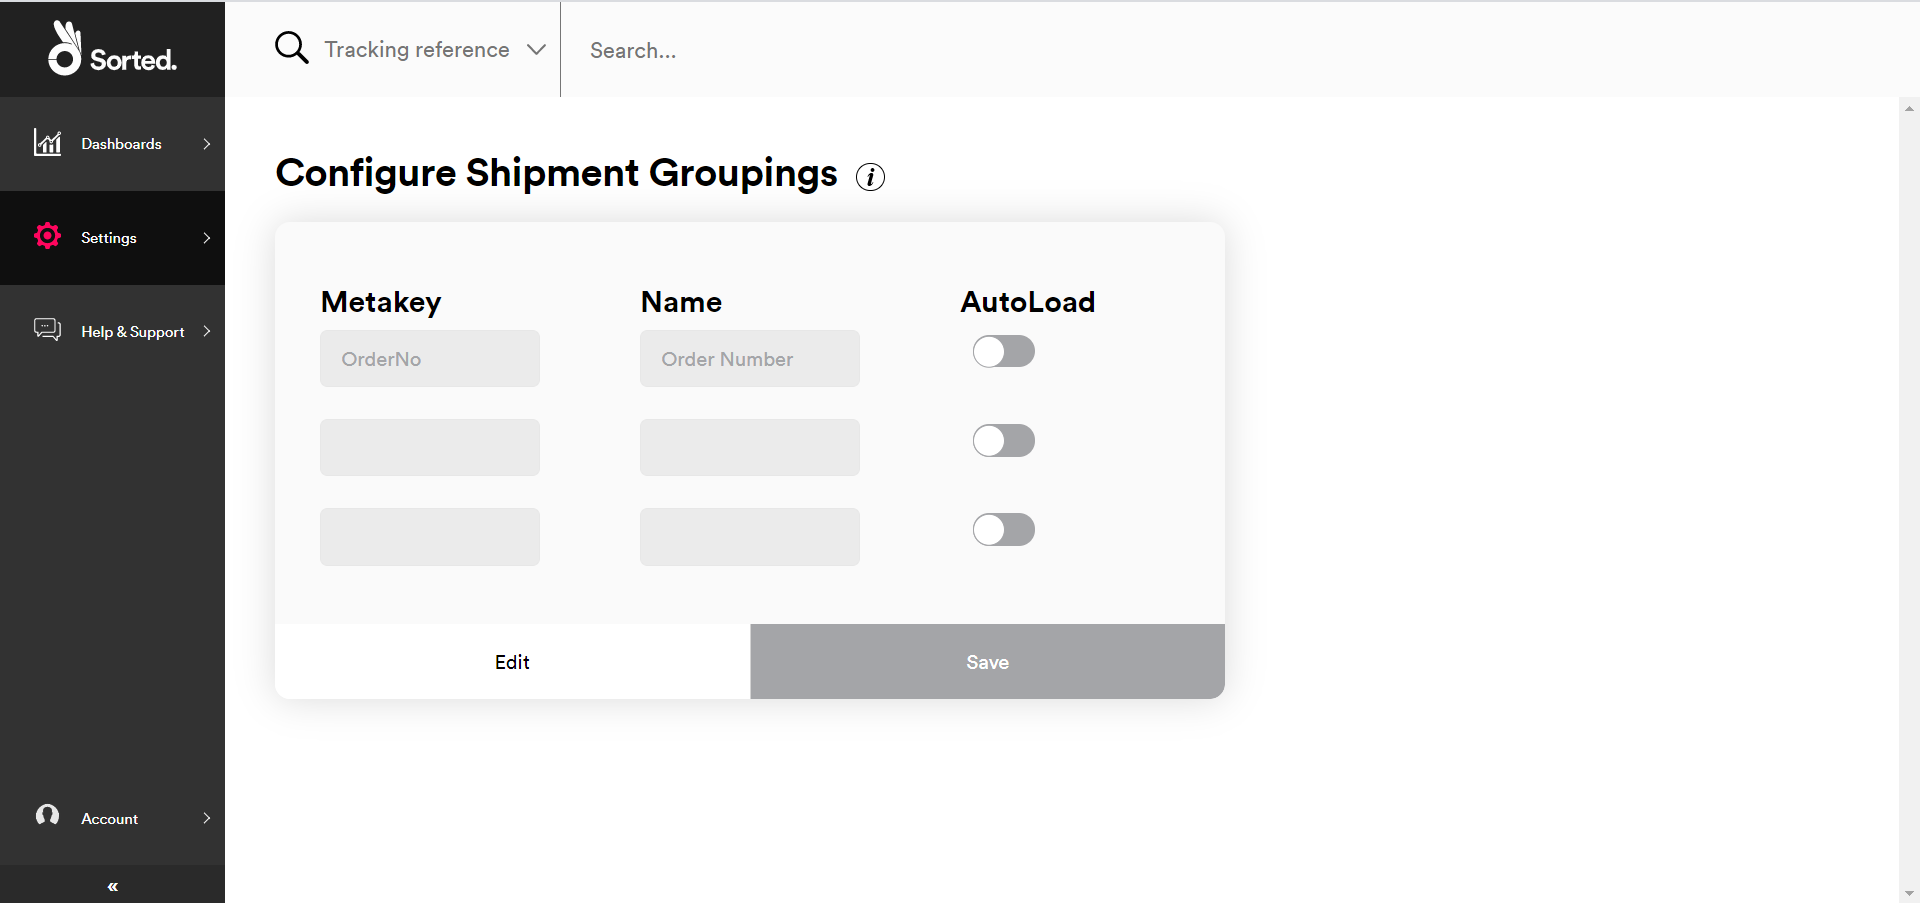 Sorted.
Tracking reference
Search...
Dashboards
Settings
Help & Support
Account
«
Configure Shipment Groupings i
Metakey Name AutoLoad
OrderNo Order Number
Edit Save